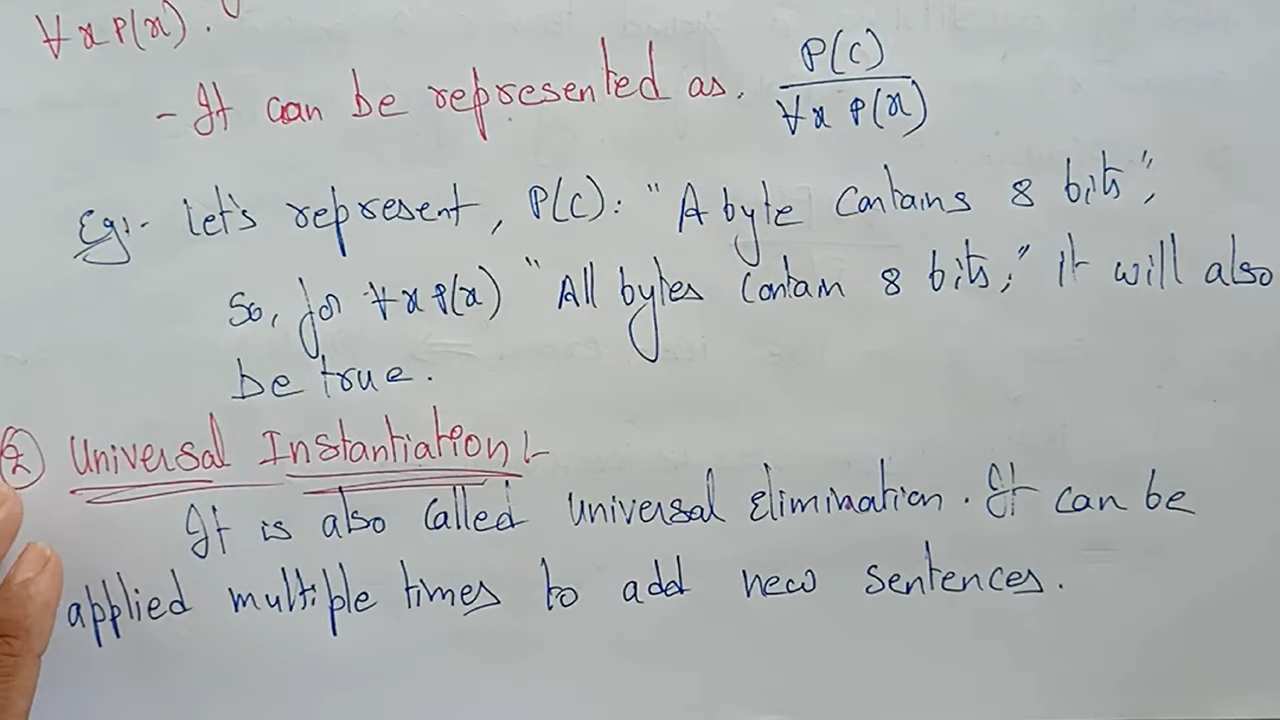 ∀x P(x).
- It can be represented as. P(c) / ∀x P(x)
Eg:- Let's represent, P(c): "A byte contains 8 bits",
So, for ∀x P(x) "All bytes contain 8 bits," it will also
be true.
② Universal Instantiation :-
It is also called universal elimination. It can be
applied multiple times to add new sentences.